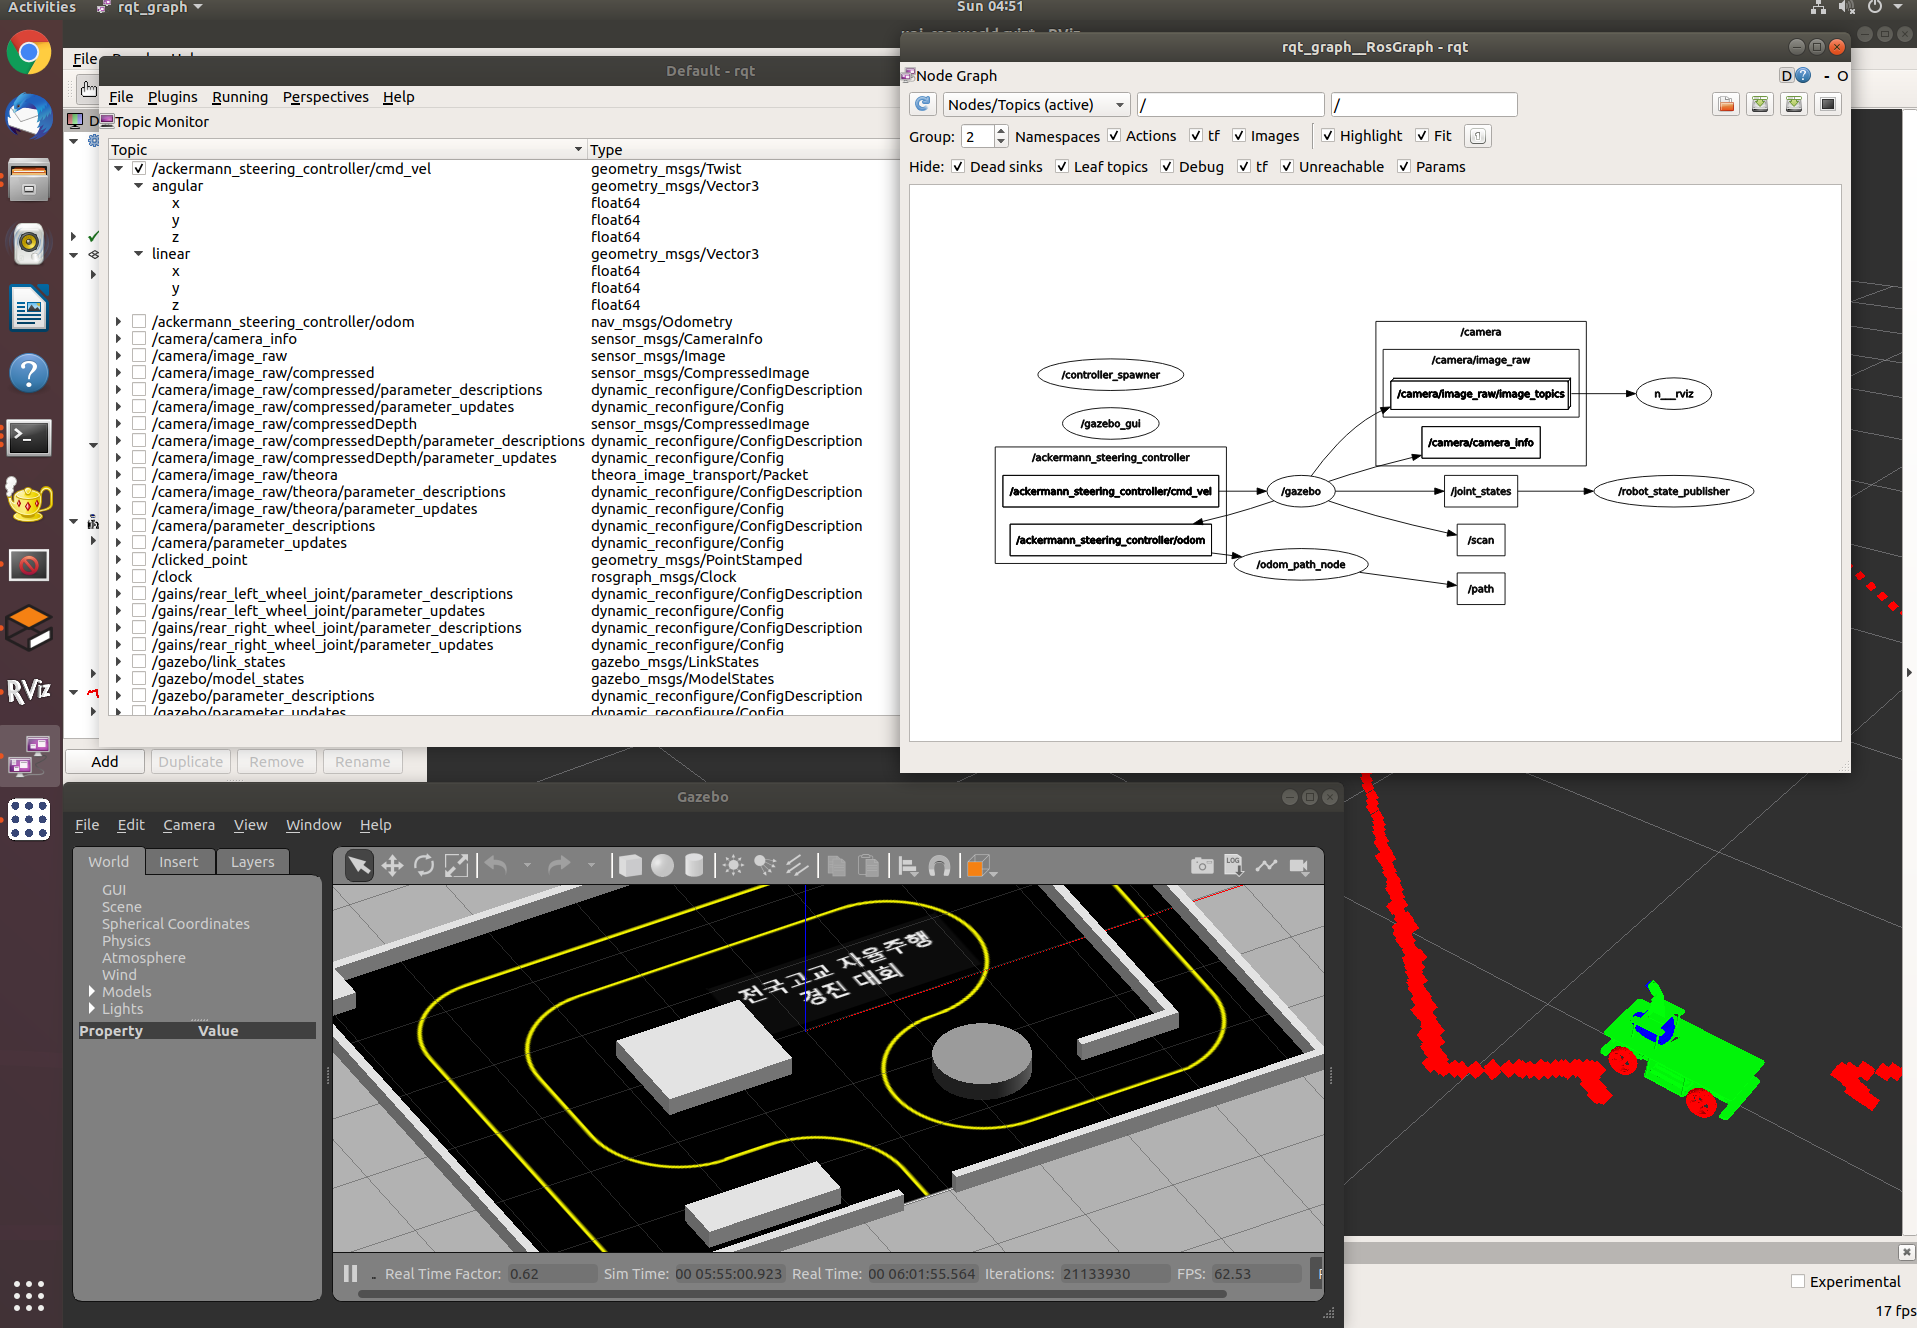 Activities
rqt_graph
Sun 04:51
File
Default - rqt
File Plugins Running Perspectives Help
Topic Monitor
Topic Type
/ackermann_steering_controller/cmd_vel geometry_msgs/Twist
angular geometry_msgs/Vector3
x float64
y float64
z float64
linear geometry_msgs/Vector3
x float64
y float64
z float64
/ackermann_steering_controller/odom nav_msgs/Odometry
/camera/camera_info sensor_msgs/CameraInfo
/camera/image_raw sensor_msgs/Image
/camera/image_raw/compressed sensor_msgs/CompressedImage
/camera/image_raw/compressed/parameter_descriptions dynamic_reconfigure/ConfigDescription
/camera/image_raw/compressed/parameter_updates dynamic_reconfigure/Config
/camera/image_raw/compressedDepth sensor_msgs/CompressedImage
/camera/image_raw/compressedDepth/parameter_descriptions dynamic_reconfigure/ConfigDescription
/camera/image_raw/compressedDepth/parameter_updates dynamic_reconfigure/Config
/camera/image_raw/theora theora_image_transport/Packet
/camera/image_raw/theora/parameter_descriptions dynamic_reconfigure/ConfigDescription
/camera/image_raw/theora/parameter_updates dynamic_reconfigure/Config
/camera/parameter_descriptions dynamic_reconfigure/ConfigDescription
/camera/parameter_updates dynamic_reconfigure/Config
/clicked_point geometry_msgs/PointStamped
/clock rosgraph_msgs/Clock
/gains/rear_left_wheel_joint/parameter_descriptions dynamic_reconfigure/ConfigDescription
/gains/rear_left_wheel_joint/parameter_updates dynamic_reconfigure/Config
/gains/rear_right_wheel_joint/parameter_descriptions dynamic_reconfigure/ConfigDescription
/gains/rear_right_wheel_joint/parameter_updates dynamic_reconfigure/Config
/gazebo/link_states gazebo_msgs/LinkStates
/gazebo/model_states gazebo_msgs/ModelStates
/gazebo/parameter_descriptions dynamic_reconfigure/ConfigDescription
/gazebo/parameter_updates dynamic_reconfigure/Config
Add Duplicate Remove Rename
rqt_graph__RosGraph - rqt
Node Graph
D - O
Nodes/Topics (active) / /
Group: 2 Namespaces Actions tf Images Highlight Fit
Hide: Dead sinks Leaf topics Debug tf Unreachable Params
/camera
/camera/image_raw
/camera/image_raw/image_topics
n___rviz
/controller_spawner
/gazebo_gui
/camera/camera_info
/ackermann_steering_controller
/ackermann_steering_controller/cmd_vel
/gazebo
/joint_states
/robot_state_publisher
/ackermann_steering_controller/odom
/scan
/odom_path_node
/path
RViz
Gazebo
File Edit Camera View Window Help
World Insert Layers
GUI
Scene
Spherical Coordinates
Physics
Atmosphere
Wind
Models
Lights
Property Value
LOG
전국고교 자율주행
경진 대회
Real Time Factor: 0.62 Sim Time: 00 05:55:00.923 Real Time: 00 06:01:55.564 Iterations: 21133930 FPS: 62.53
Experimental
17 fps